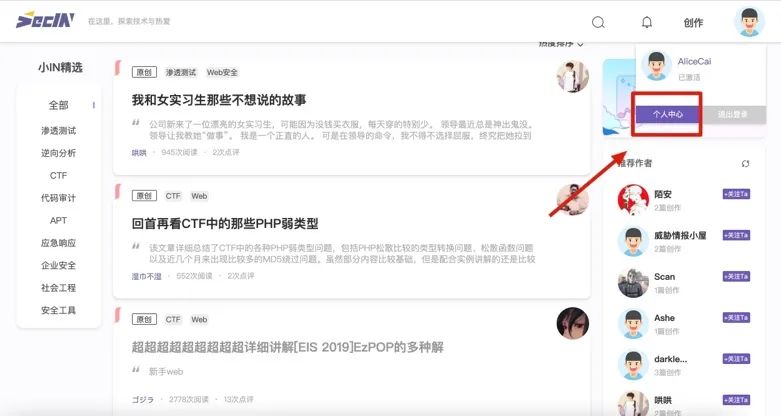 SecIN 在这里，探索技术与热爱
创作
热度排序
小IN精选
全部
渗透测试
逆向分析
CTF
代码审计
APT
应急响应
企业安全
社会工程
安全工具
原创 渗透测试 Web安全
我和女实习生那些不想说的故事
公司新来了一位漂亮的女实习生，可能因为没钱买衣服，每天穿的特别少。 领导最近总是神出鬼没。
领导让我教她“做事”。 我是一个正直的人。 可是在领导的命令，我不得不选择屈服，终究把她拉到
哄哄 · 945次阅读 · 2次点评
原创 CTF Web
回首再看CTF中的那些PHP弱类型
该文章详细总结了CTF中的各种PHP弱类型问题，包括PHP松散比较的类型转换问题、松散函数问题
以及近几个月来出现比较多的MD5绕过问题。虽然部分内容比较基础，但是配合实例讲解的还是比较
湿巾不湿 · 552次阅读 · 2次点评
原创 CTF Web
超超超超超超超超超详细讲解[EIS 2019]EzPOP的多种解
新手web
ゴジラ · 2778次阅读 · 13次点评
AliceCai
已激活
个人中心 退出登录
推荐作者
陌安
2篇创作
+关注Ta
威胁情报小屋
2篇创作
+关注Ta
Scan
1篇创作
+关注Ta
Ashe
1篇创作
+关注Ta
darkle...
3篇创作
+关注Ta
哄哄
+关注Ta